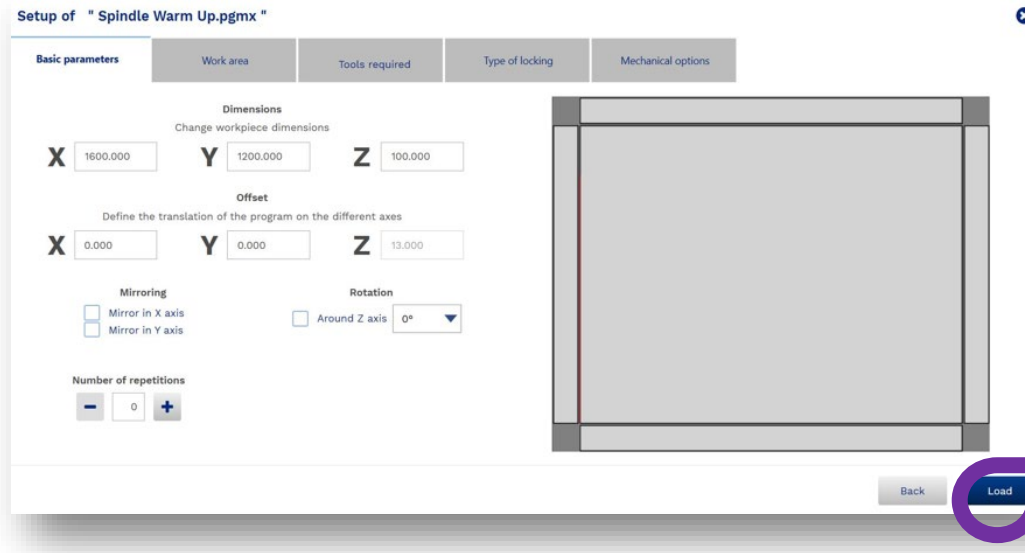 Setup of " Spindle Warm Up.pgmx "
Basic parameters Work area Tools required Type of locking Mechanical options
Dimensions
Change workpiece dimensions
X 1600.000 Y 1200.000 Z 100.000
Offset
Define the translation of the program on the different axes
X 0.000 Y 0.000 Z 13.000
Mirroring Rotation
Mirror in X axis
Around Z axis 0°
Mirror in Y axis
Number of repetitions
0
Back Load